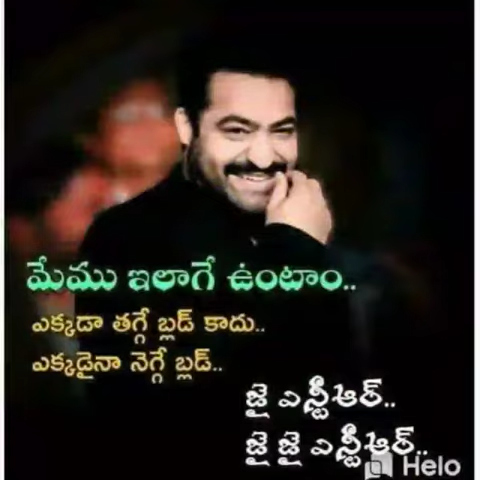 మేము ఇలాగే ఉంటాం..
ఎక్కడా తగ్గే బ్లడ్ కాదు..
ఎక్కడైనా నెగ్గే బ్లడ్..
జై ఎన్టీఆర్..
జై జై ఎన్టీఆర్..
Helo